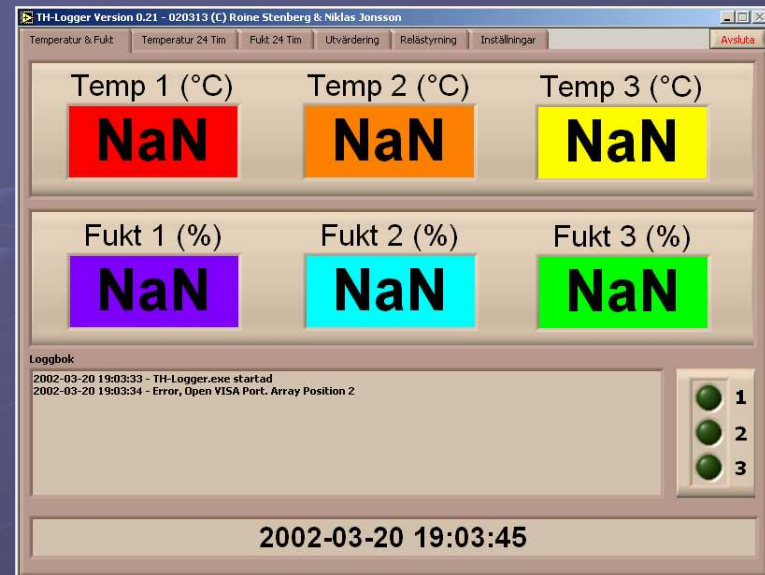 TH-Logger Version 0.21 - 020313 (C) Roine Stenberg & Niklas Jonsson
Temperatur & Fukt Temperatur 24 Tim Fukt 24 Tim Utvärdering Relästyrning Inställningar Avsluta
Temp 1 (°C) Temp 2 (°C) Temp 3 (°C)
NaN NaN NaN
Fukt 1 (%) Fukt 2 (%) Fukt 3 (%)
NaN NaN NaN
Loggbok
2002-03-20 19:03:33 - TH-Logger.exe startad
2002-03-20 19:03:34 - Error, Open VISA Port. Array Position 2
1
2
3
2002-03-20 19:03:45